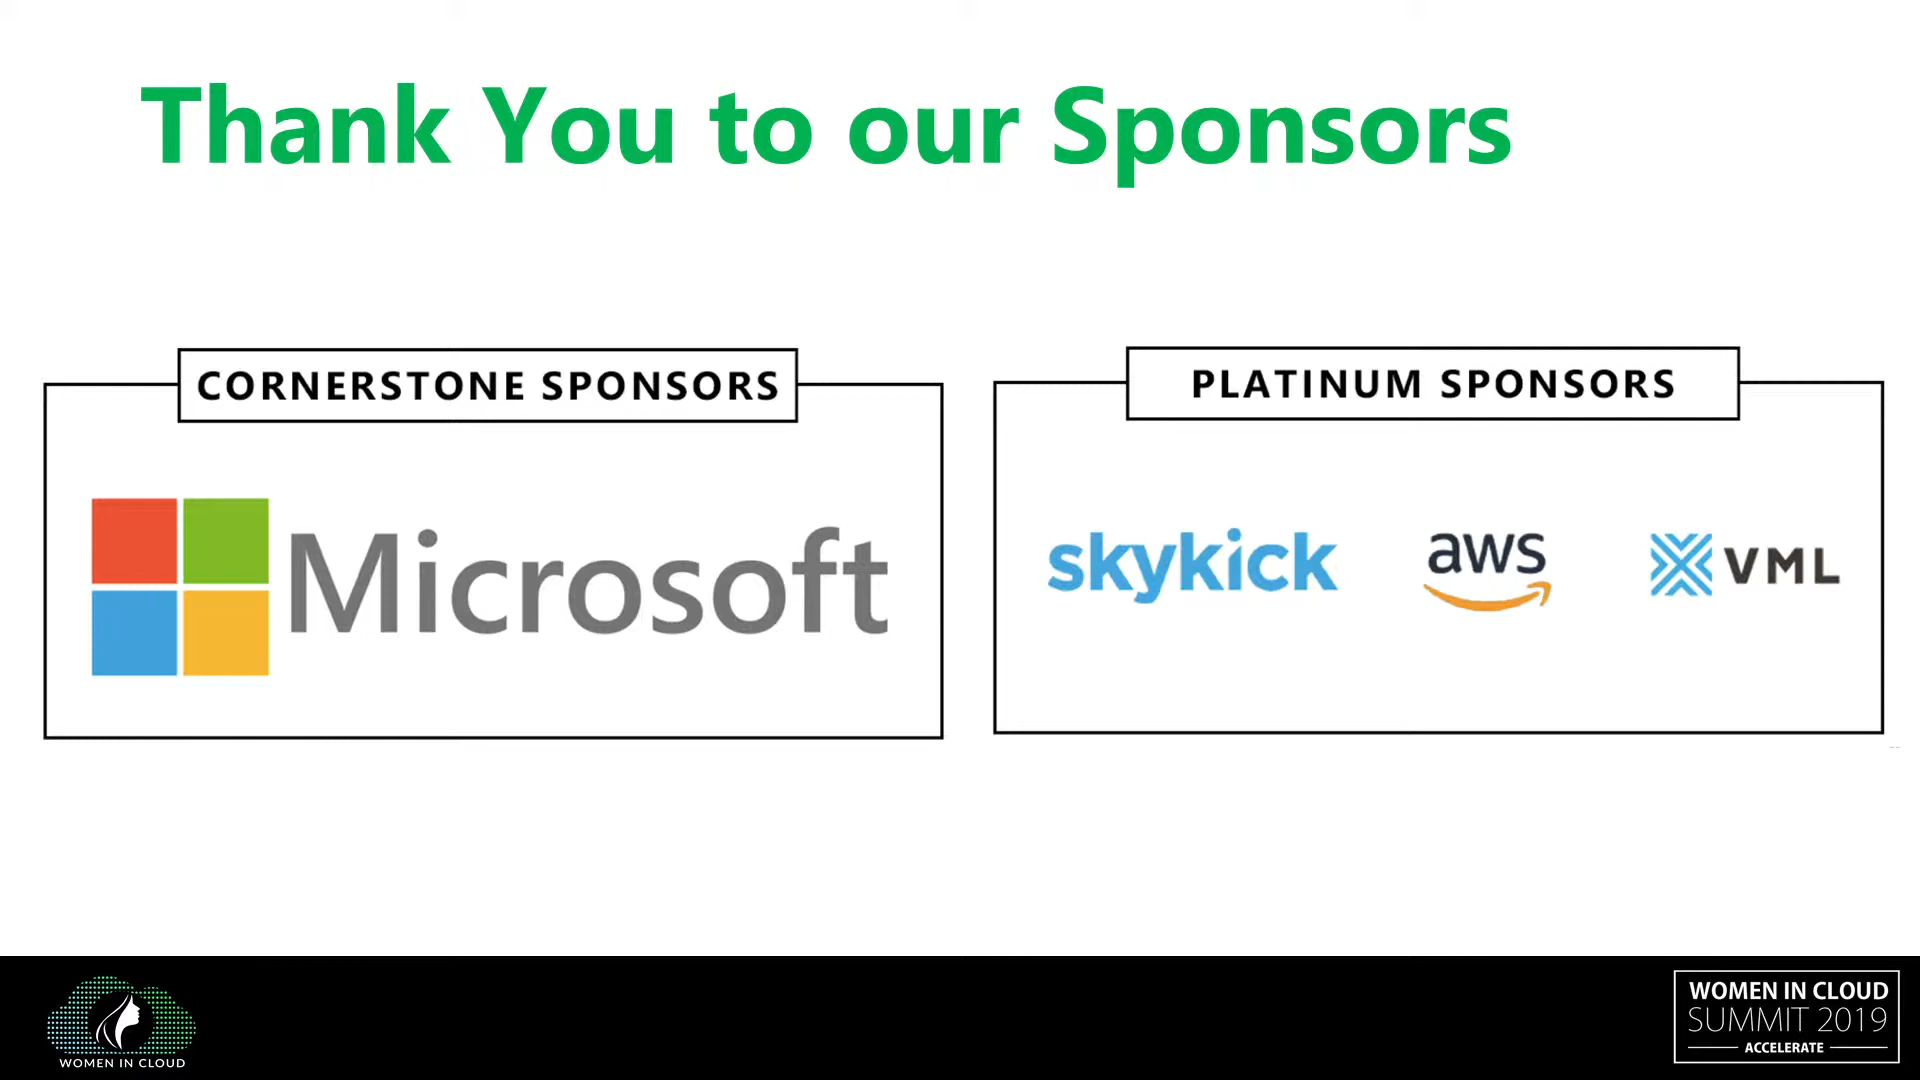 Thank You to our Sponsors
CORNERSTONE SPONSORS
Microsoft
PLATINUM SPONSORS
skykick
aws
VML
WOMEN IN CLOUD
WOMEN IN CLOUD
SUMMIT 2019
ACCELERATE